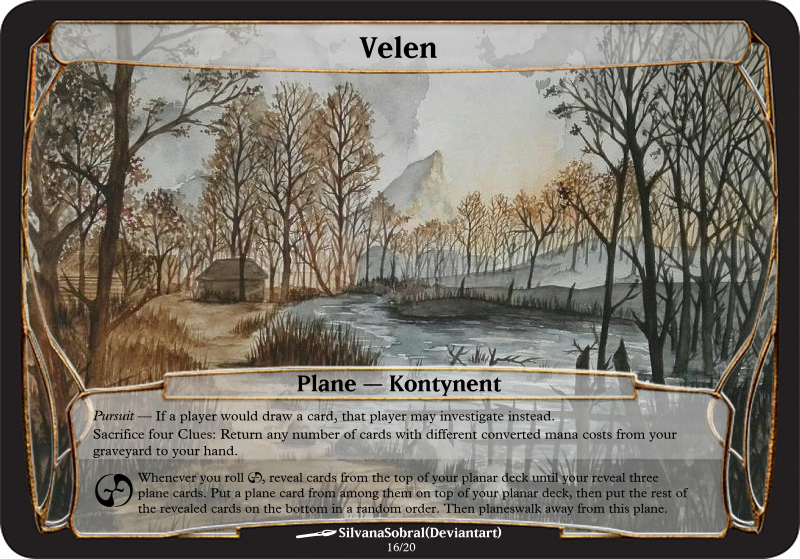 Velen
Plane — Kontynent
Pursuit — If a player would draw a card, that player may investigate instead.
Sacrifice four Clues: Return any number of cards with different converted mana costs from your
graveyard to your hand.
Whenever you roll , reveal cards from the top of your planar deck until your reveal three
plane cards. Put a plane card from among them on top of your planar deck, then put the rest of
the revealed cards on the bottom in a random order. Then planeswalk away from this plane.
SilvanaSobral(Deviantart)
16/20